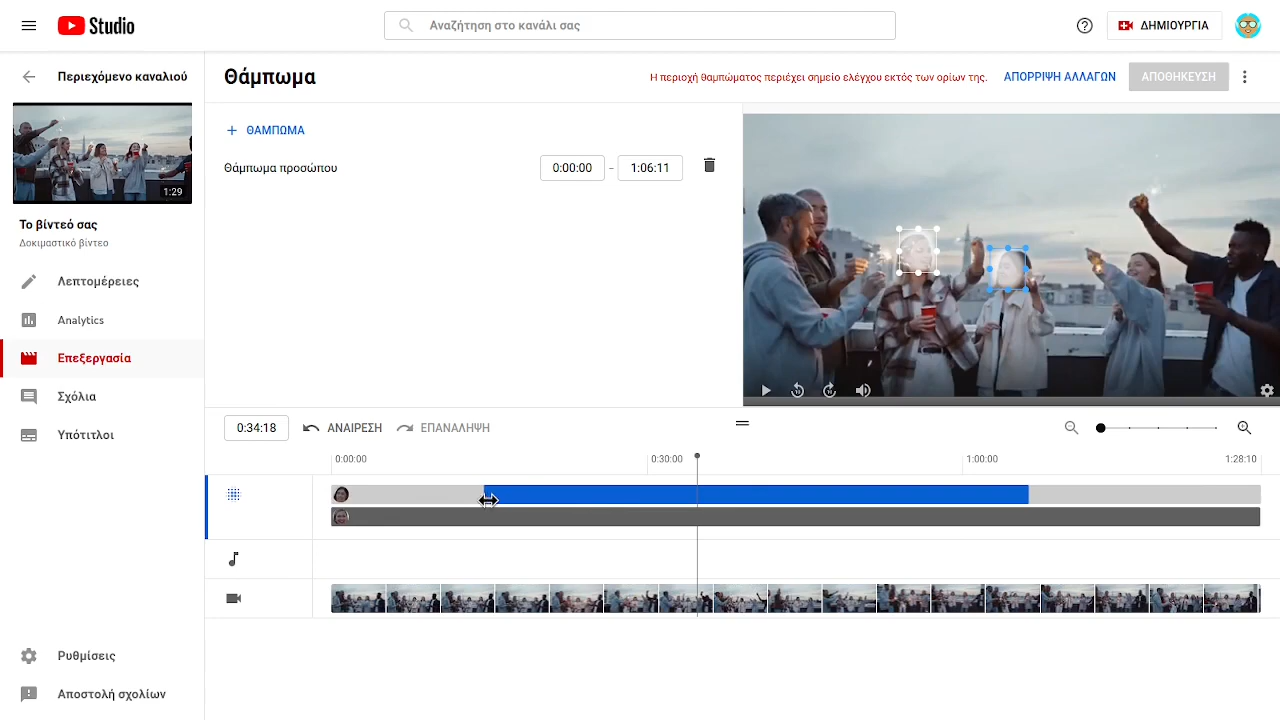 Studio
Αναζήτηση στο κανάλι σας
ΔΗΜΙΟΥΡΓΙΑ
Περιεχόμενο καναλιού
1:29
Το βίντεό σας
Δοκιμαστικό βίντεο
Λεπτομέρειες
Analytics
Επεξεργασία
Σχόλια
Υπότιτλοι
Ρυθμίσεις
Αποστολή σχολίων
Θάμπωμα
Η περιοχή θαμπώματος περιέχει σημείο ελέγχου εκτός των ορίων της.
ΑΠΟΡΡΙΨΗ ΑΛΛΑΓΩΝ
ΑΠΟΘΗΚΕΥΣΗ
+ ΘΑΜΠΩΜΑ
Θάμπωμα προσώπου
0:00:00 - 1:06:11
0:34:18
ΑΝΑΙΡΕΣΗ
ΕΠΑΝΑΛΗΨΗ
0:00:00
0:30:00
1:00:00
1:28:10